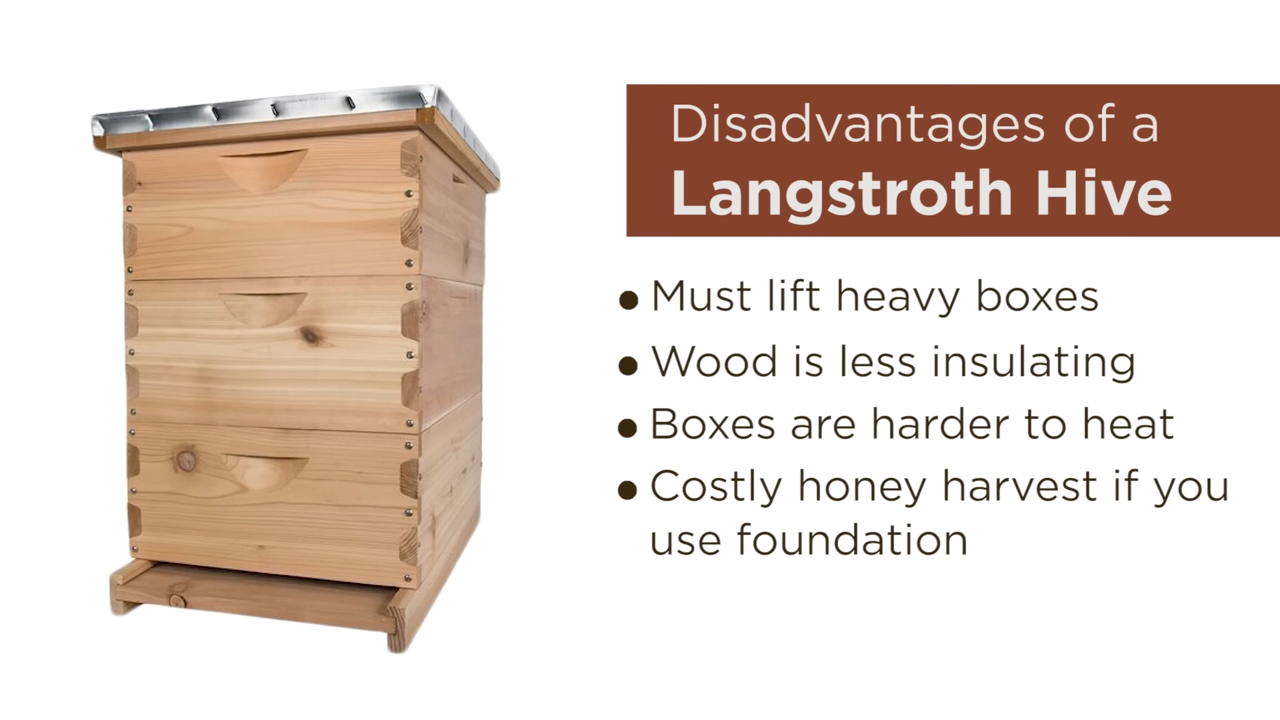 Disadvantages of a
Langstroth Hive
• Must lift heavy boxes
• Wood is less insulating
• Boxes are harder to heat
• Costly honey harvest if you
use foundation